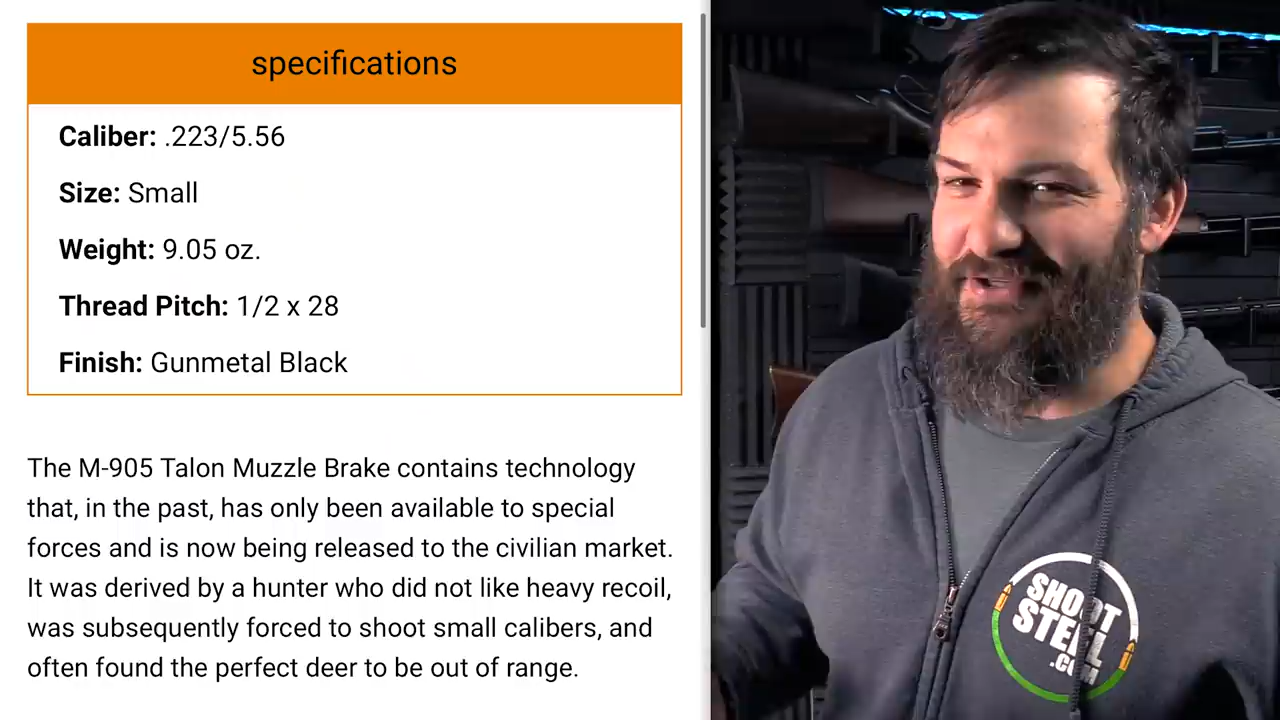 specifications
Caliber: .223/5.56
Size: Small
Weight: 9.05 oz.
Thread Pitch: 1/2 x 28
Finish: Gunmetal Black
The M-905 Talon Muzzle Brake contains technology
that, in the past, has only been available to special
forces and is now being released to the civilian market.
It was derived by a hunter who did not like heavy recoil,
was subsequently forced to shoot small calibers, and
often found the perfect deer to be out of range.
SHOOT
STEEL
.COM